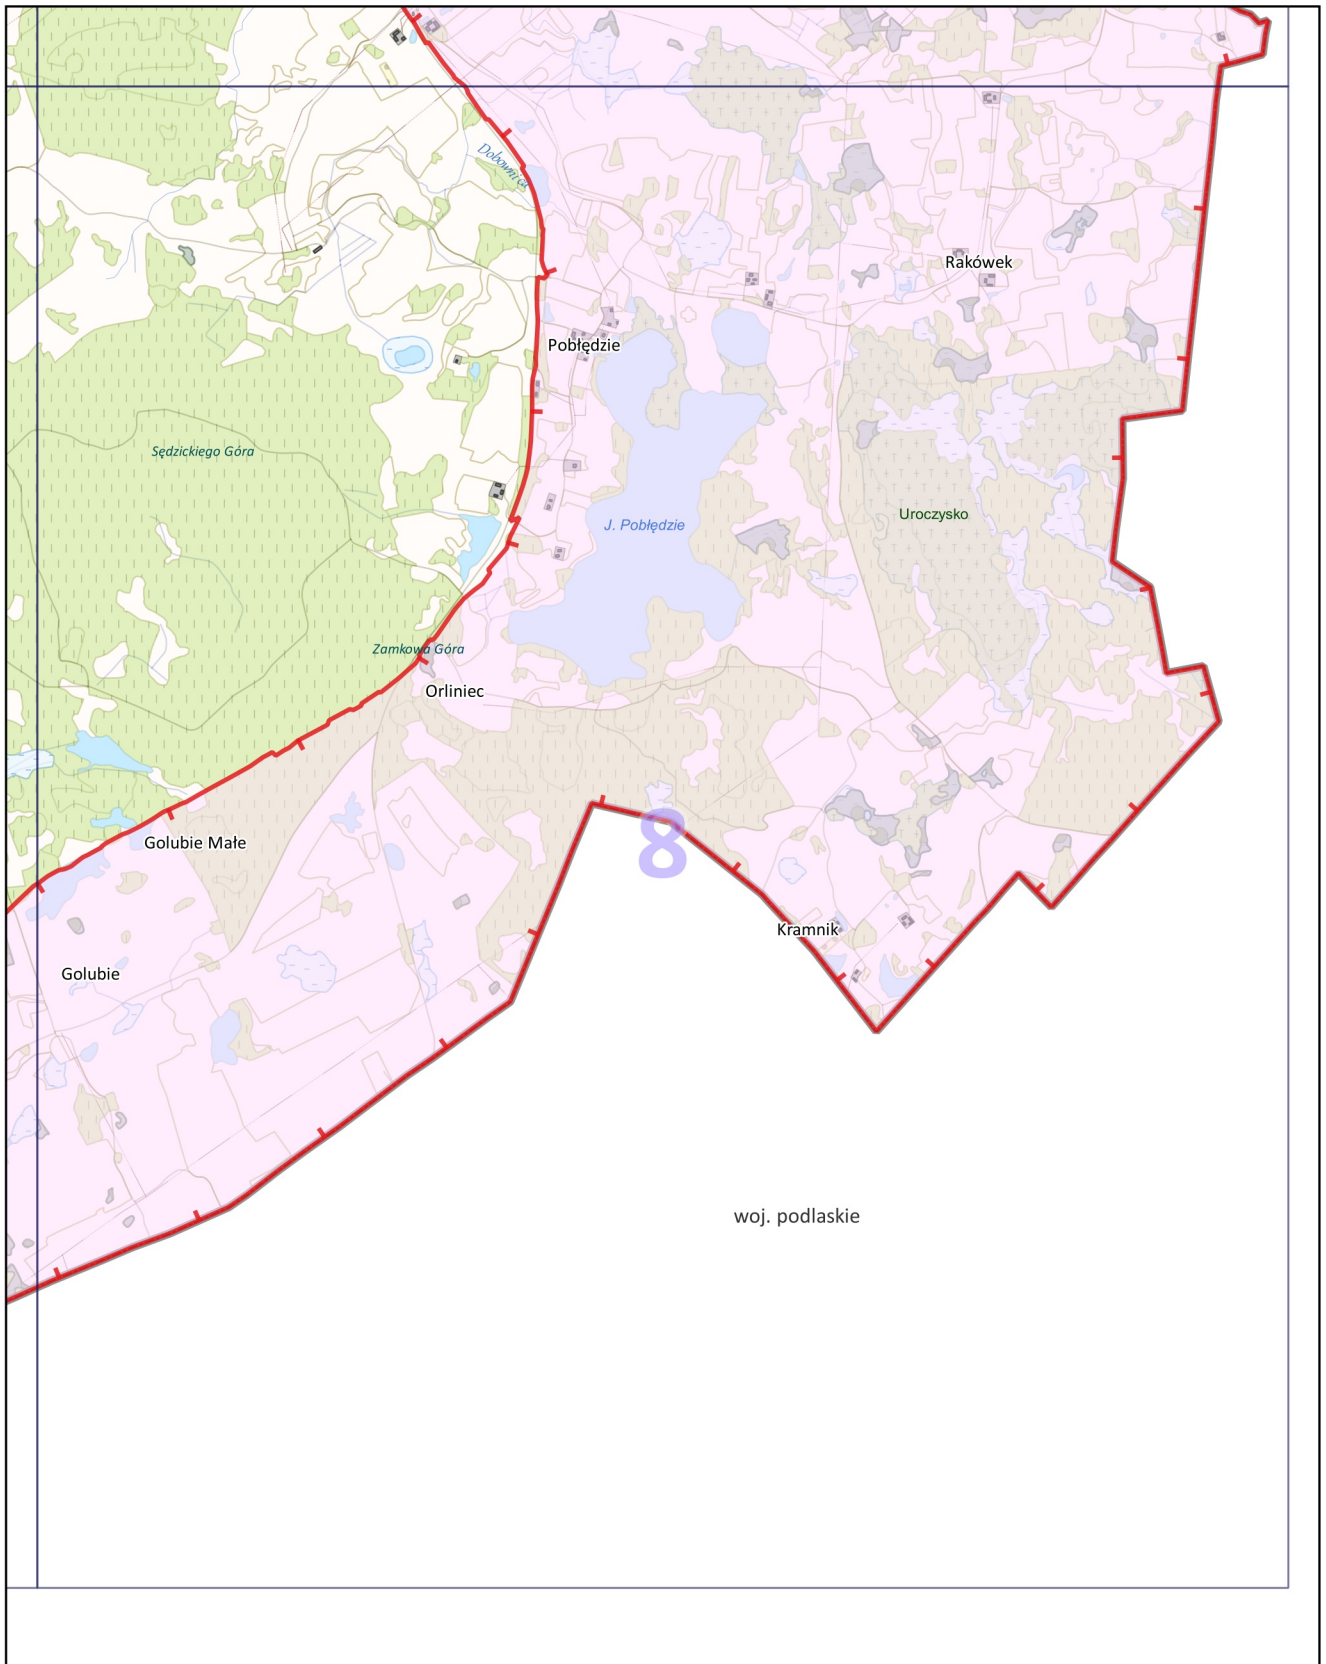 Dobownica
Rakówek
Pobłędzie
Sędzickiego Góra
Uroczysko
J. Pobłędzie
Zamkowa Góra
Orliniec
8
Golubie Małe
Kramnik
Golubie
woj. podlaskie